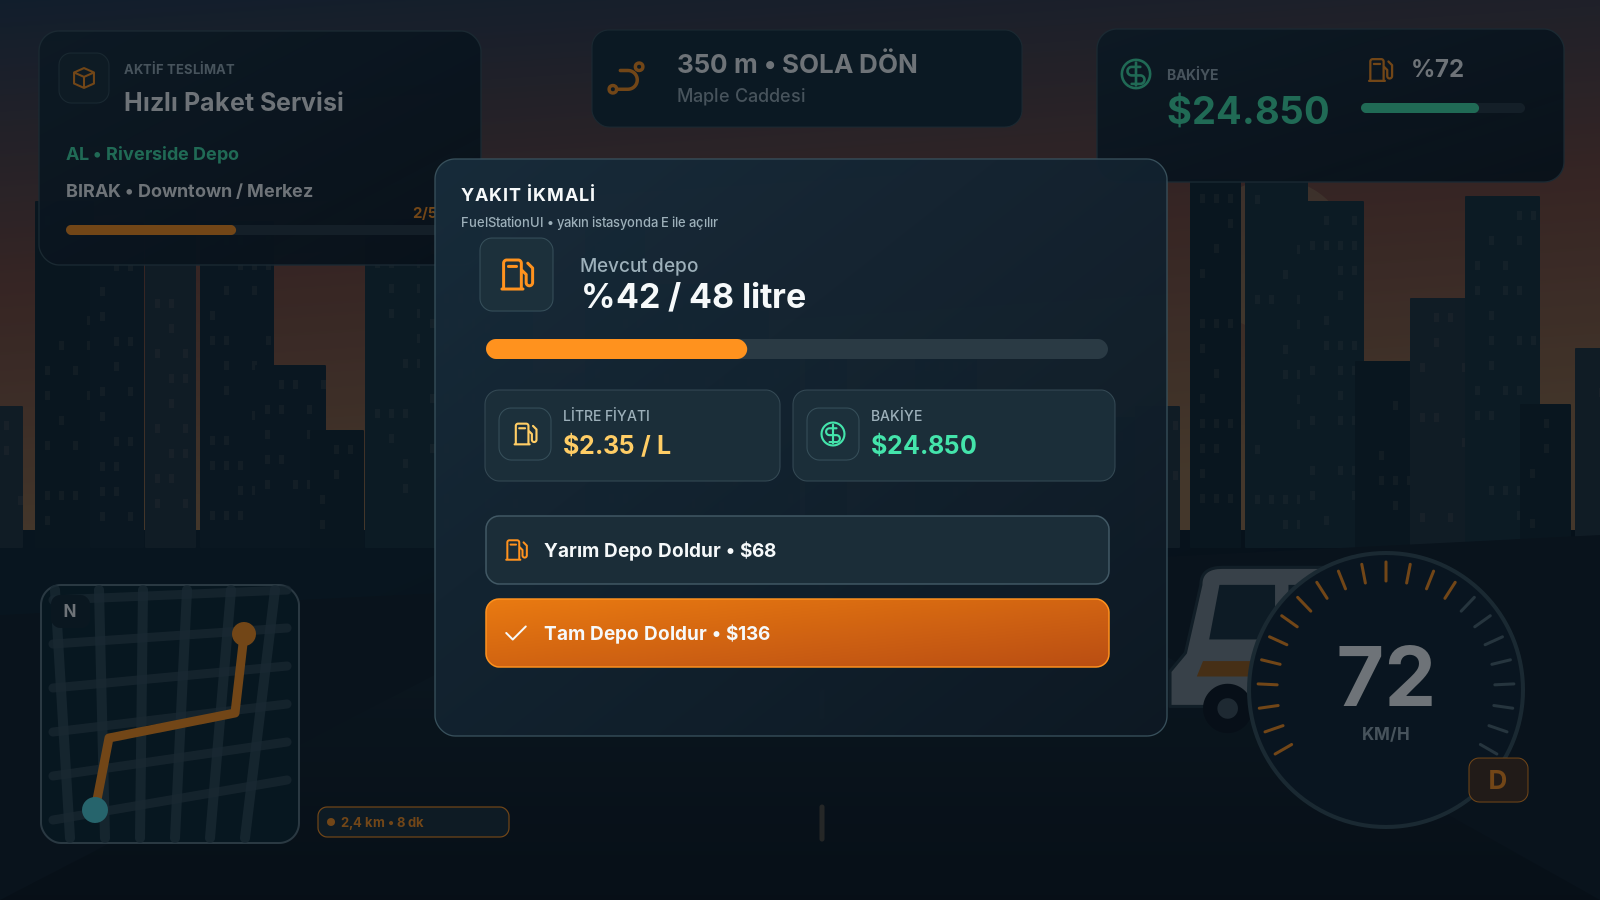 AKTİF TESLİMAT
Hızlı Paket Servisi
AL • Riverside Depo
BIRAK • Downtown / Merkez
2/5
350 m • SOLA DÖN
Maple Caddesi
BAKİYE
$24.850
%72
YAKIT İKMALİ
FuelStationUI • yakın istasyonda E ile açılır
Mevcut depo
%42 / 48 litre
LİTRE FİYATI
$2.35 / L
BAKİYE
$24.850
Yarım Depo Doldur • $68
Tam Depo Doldur • $136
N
2,4 km • 8 dk
72
KM/H
D